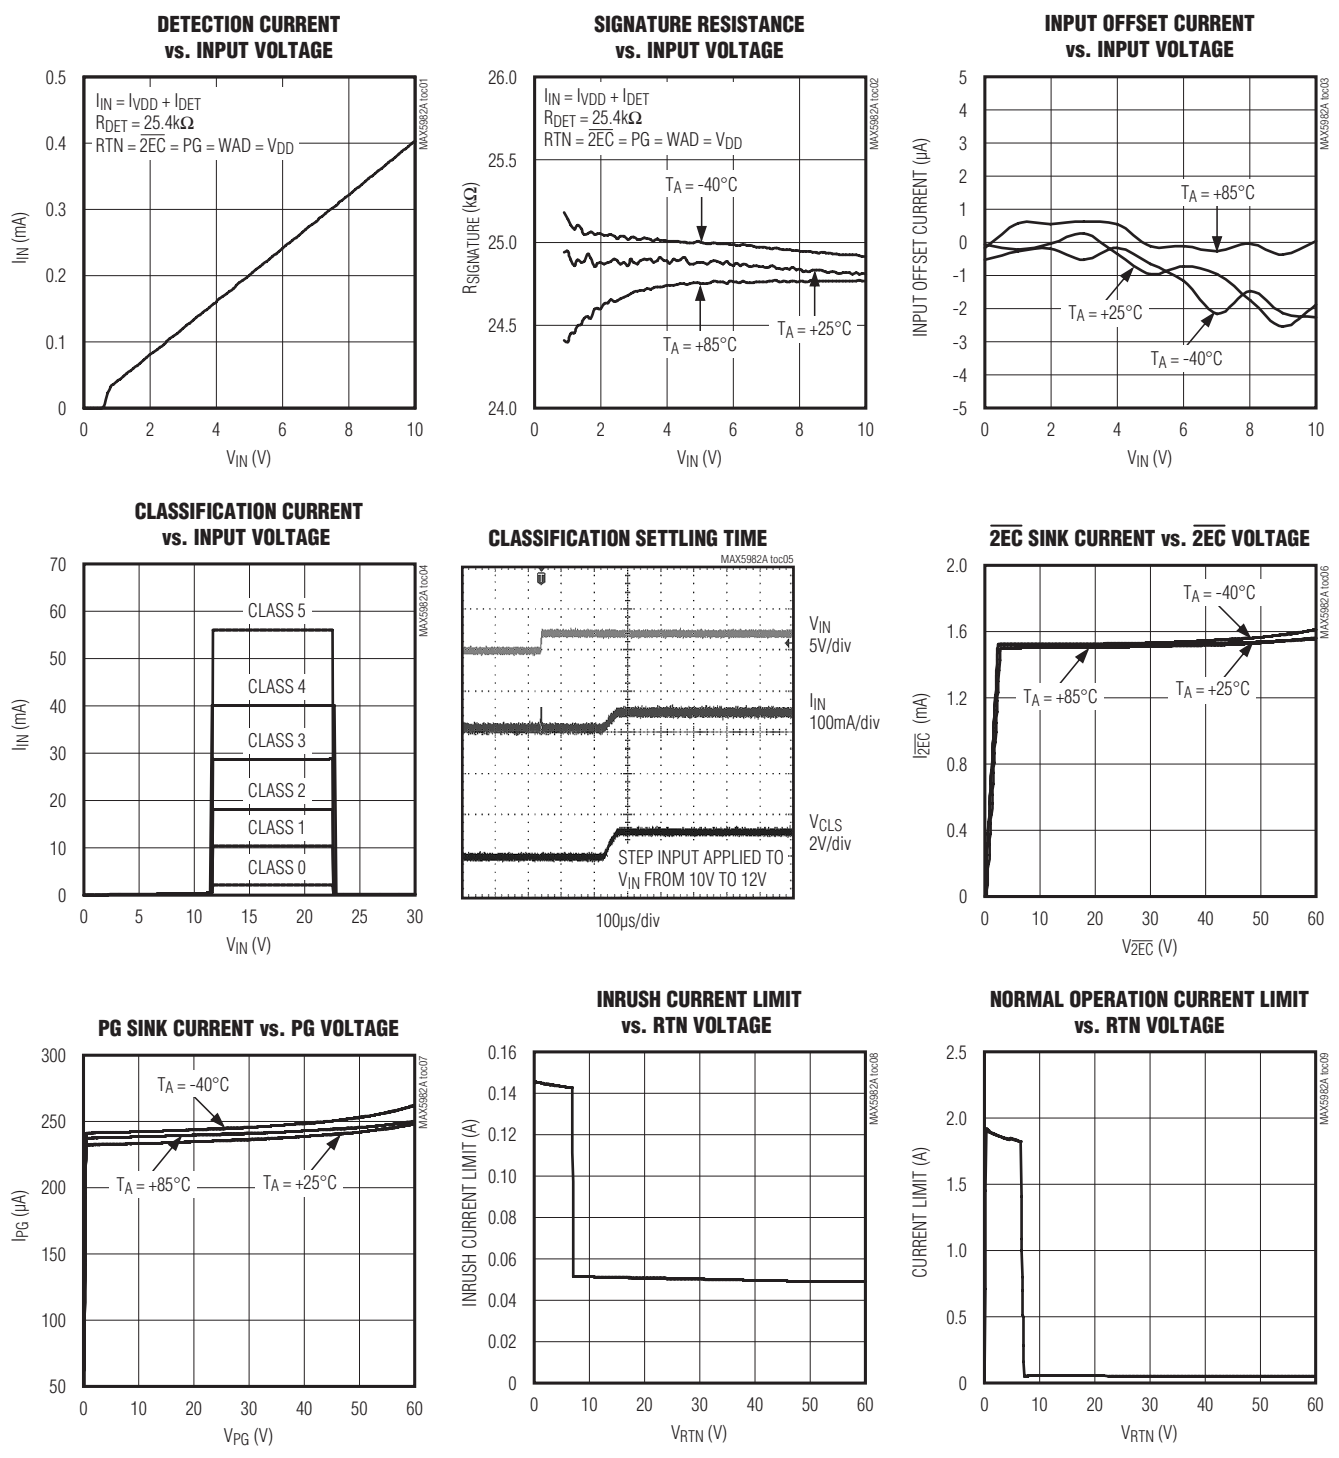 DETECTION CURRENT
vs. INPUT VOLTAGE
0.5
0.4
0.3
0.2
0.1
0
IIN (mA)
IIN = IVDD + IDET
RDET = 25.4kΩ
RTN = 2EC = PG = WAD = VDD
MAX5982A toc01
0 2 4 6 8 10
VIN (V)
SIGNATURE RESISTANCE
vs. INPUT VOLTAGE
26.0
25.5
25.0
24.5
24.0
RSIGNATURE (kΩ)
IIN = IVDD + IDET
RDET = 25.4kΩ
RTN = 2EC = PG = WAD = VDD
TA = -40°C
TA = +25°C
TA = +85°C
MAX5982A toc02
0 2 4 6 8 10
VIN (V)
INPUT OFFSET CURRENT
vs. INPUT VOLTAGE
5
4
3
2
1
0
-1
-2
-3
-4
-5
INPUT OFFSET CURRENT (µA)
TA = +85°C
TA = +25°C
TA = -40°C
MAX5982A toc03
0 2 4 6 8 10
VIN (V)
CLASSIFICATION CURRENT
vs. INPUT VOLTAGE
70
60
50
40
30
20
10
0
IIN (mA)
CLASS 5
CLASS 4
CLASS 3
CLASS 2
CLASS 1
CLASS 0
MAX5982A toc04
0 5 10 15 20 25 30
VIN (V)
CLASSIFICATION SETTLING TIME
MAX5982A toc05
VIN
5V/div
IIN
100mA/div
VCLS
2V/div
STEP INPUT APPLIED TO
VIN FROM 10V TO 12V
100µs/div
2EC SINK CURRENT vs. 2EC VOLTAGE
2.0
1.6
1.2
0.8
0.4
0
I2EC (mA)
TA = -40°C
TA = +25°C
TA = +85°C
MAX5982A toc06
0 10 20 30 40 50 60
V2EC (V)
PG SINK CURRENT vs. PG VOLTAGE
300
250
200
150
100
50
IPG (µA)
TA = -40°C
TA = +85°C
TA = +25°C
MAX5982A toc07
0 10 20 30 40 50 60
VPG (V)
INRUSH CURRENT LIMIT
vs. RTN VOLTAGE
0.16
0.14
0.12
0.10
0.08
0.06
0.04
0.02
0
INRUSH CURRENT LIMIT (A)
MAX5982A toc08
0 10 20 30 40 50 60
VRTN (V)
NORMAL OPERATION CURRENT LIMIT
vs. RTN VOLTAGE
2.5
2.0
1.5
1.0
0.5
0
CURRENT LIMIT (A)
MAX5982A toc09
0 10 20 30 40 50 60
VRTN (V)